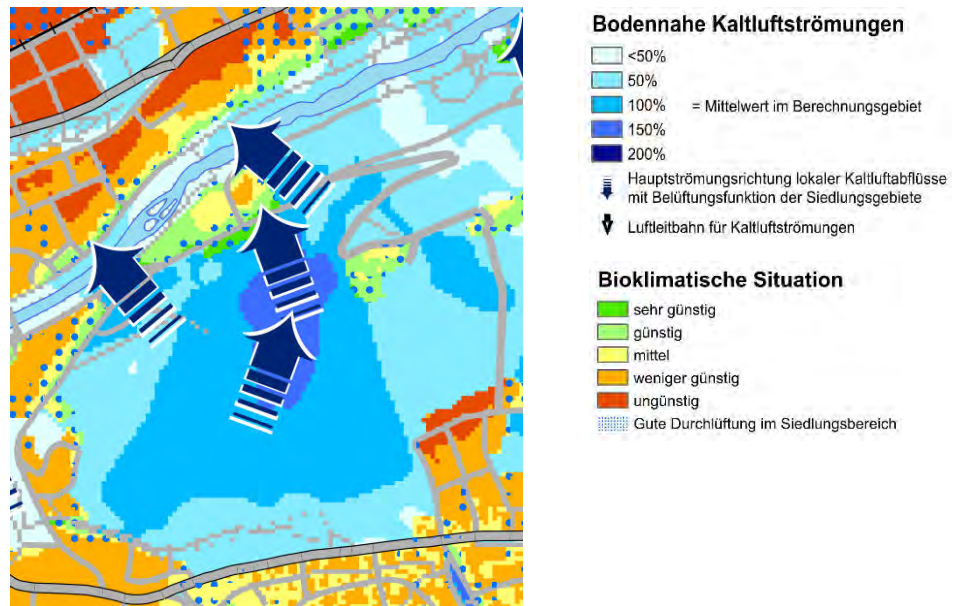 Bodennahe Kaltluftströmungen
<50%
50%
100% = Mittelwert im Berechnungsgebiet
150%
200%
Hauptströmungsrichtung lokaler Kaltluftabflüsse
mit Belüftungsfunktion der Siedlungsgebiete
Luftleitbahn für Kaltluftströmungen
Bioklimatische Situation
sehr günstig
günstig
mittel
weniger günstig
ungünstig
Gute Durchlüftung im Siedlungsbereich